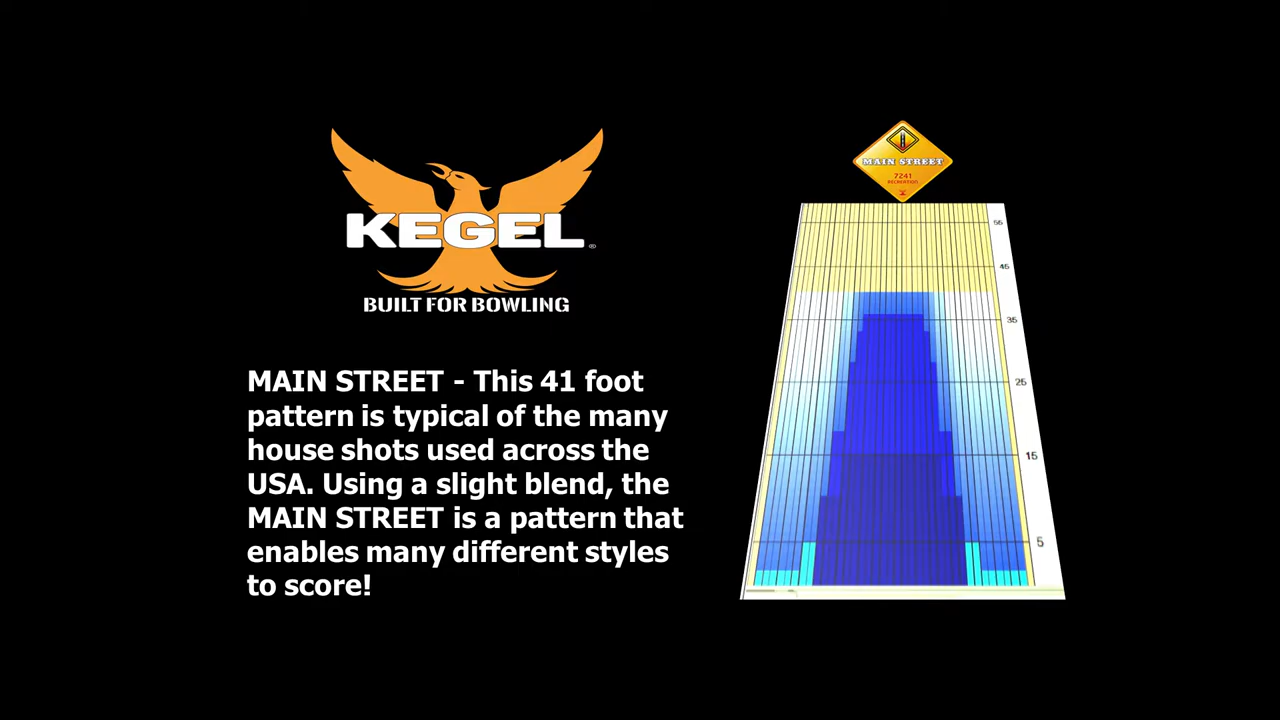 KEGEL
BUILT FOR BOWLING
MAIN STREET - This 41 foot
pattern is typical of the many
house shots used across the
USA. Using a slight blend, the
MAIN STREET is a pattern that
enables many different styles
to score!
MAIN STREET
7241
RECREATION
55
45
35
25
15
5